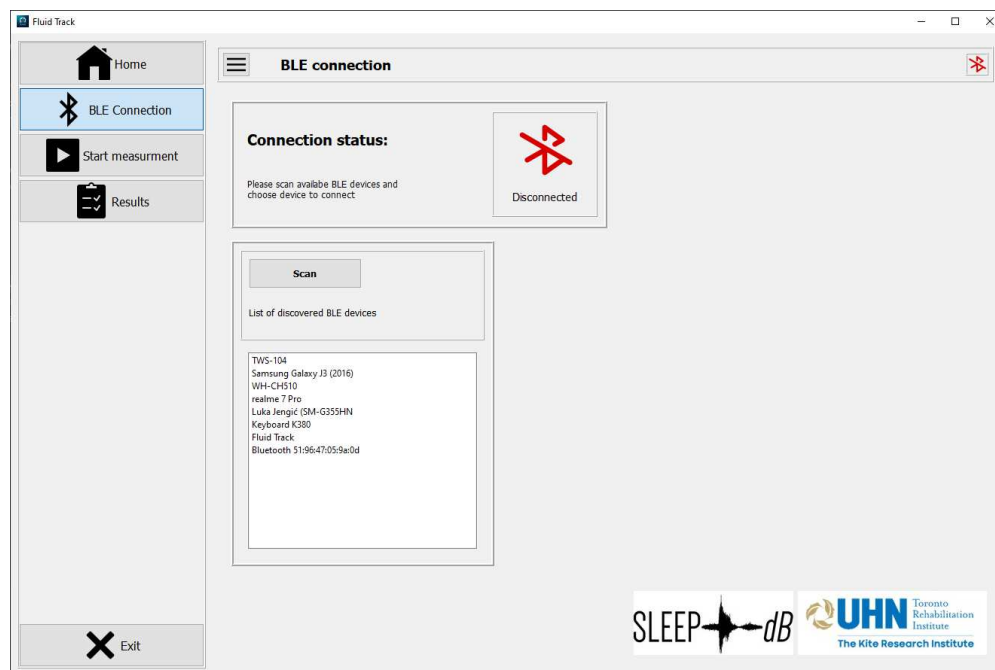 Fluid Track
Home
BLE Connection
Start measurment
Results
Exit
BLE connection
Connection status:
Please scan availabe BLE devices and
choose device to connect
Disconnected
Scan
List of discovered BLE devices
TWS-104
Samsung Galaxy J3 (2016)
WH-CH510
realme 7 Pro
Luka Jengić (SM-G355HN
Keyboard K380
Fluid Track
Bluetooth 51:96:47:05:9a:0d
SLEEP dB
UHN
Toronto
Rehabilitation
Institute
The Kite Research Institute